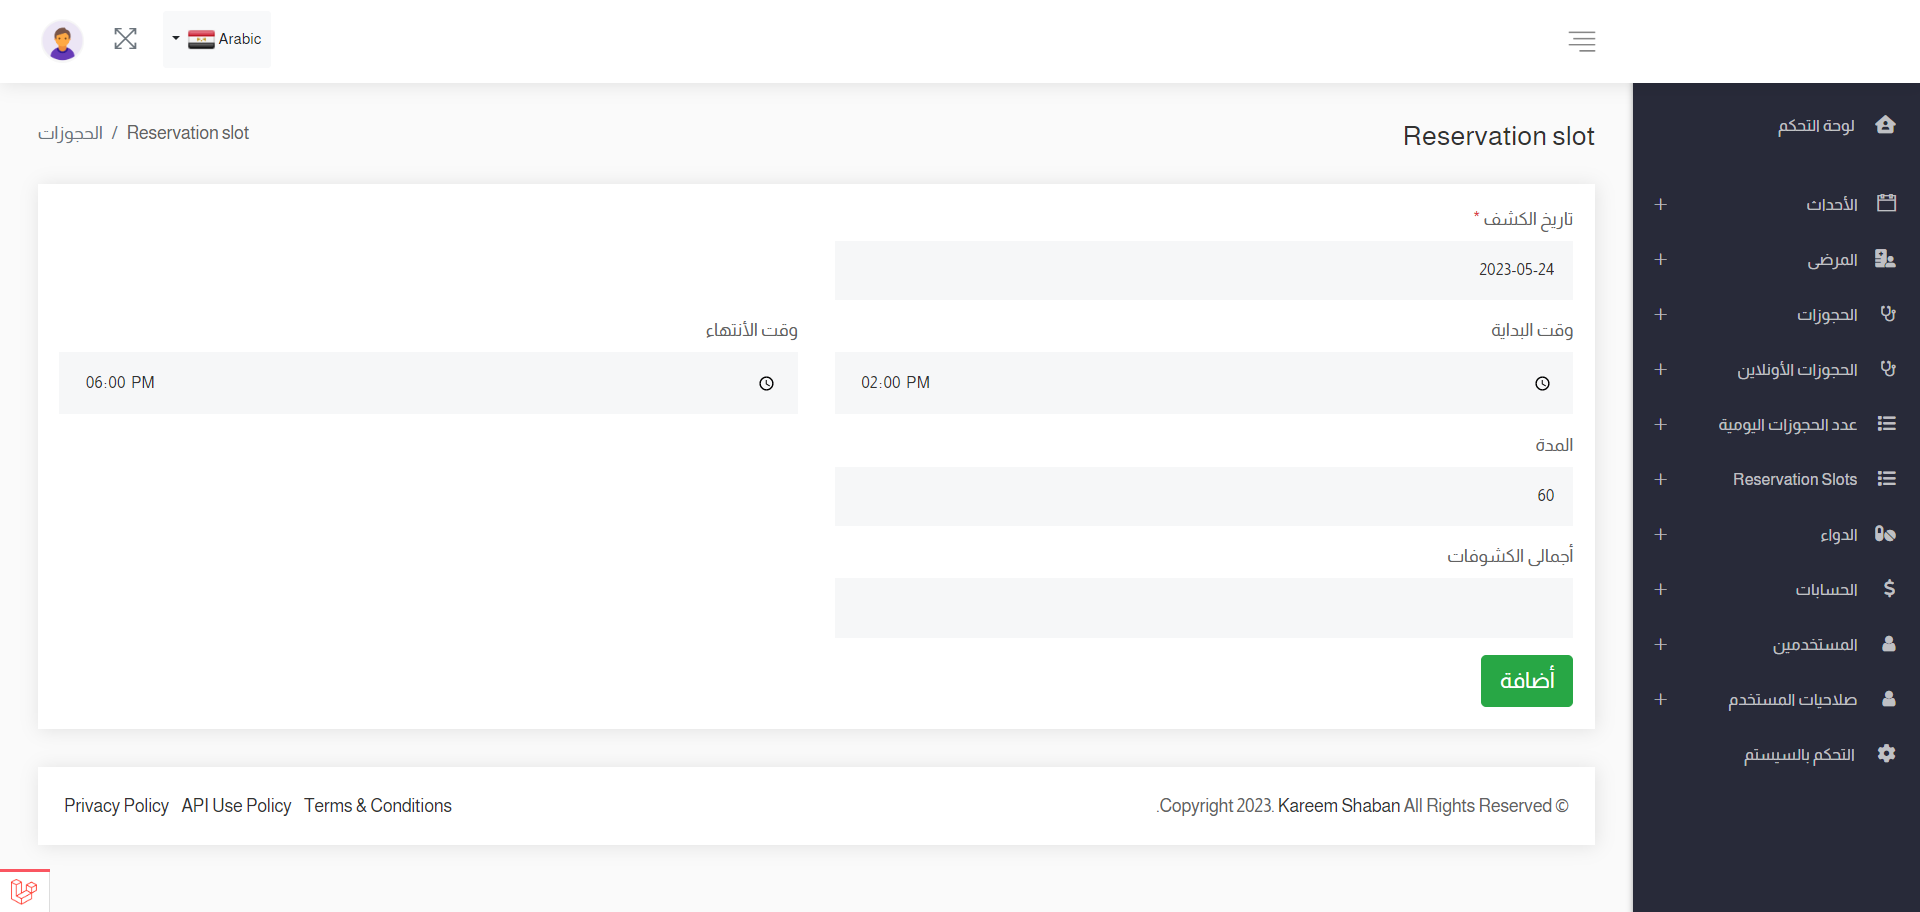 Arabic
لوحة التحكم
الأحداث
المرضى
الحجوزات
الحجوزات الأونلاين
عدد الحجوزات اليومية
Reservation Slots
الدواء
الحسابات
المستخدمين
صلاحيات المستخدم
التحكم بالسيستم
Reservation slot
الحجوزات / Reservation slot
تاريخ الكشف *
2023-05-24
وقت البداية
02:00 PM
وقت الأنتهاء
06:00 PM
المدة
60
أجمالى الكشوفات
أضافة
.Copyright 2023. Kareem Shaban All Rights Reserved ©
Privacy Policy API Use Policy Terms & Conditions